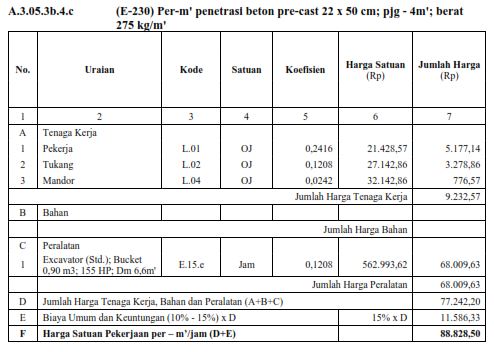 A.3.05.3b.4.c (E-230) Per-m' penetrasi beton pre-cast 22 x 50 cm; pjg - 4m'; berat
275 kg/m'
No. Uraian Kode Satuan Koefisien Harga Satuan (Rp) Jumlah Harga (Rp)
1 2 3 4 5 6 7
A Tenaga Kerja
1 Pekerja L.01 OJ 0,2416 21.428,57 5.177,14
2 Tukang L.02 OJ 0,1208 27.142,86 3.278,86
3 Mandor L.04 OJ 0,0242 32.142,86 776,57
Jumlah Harga Tenaga Kerja 9.232,57
B Bahan
Jumlah Harga Bahan
C Peralatan
1 Excavator (Std.); Bucket
0,90 m3; 155 HP; Dm 6,6m' E.15.e Jam 0,1208 562.993,62 68.009,63
Jumlah Harga Peralatan 68.009,63
D Jumlah Harga Tenaga Kerja, Bahan dan Peralatan (A+B+C) 77.242,20
E Biaya Umum dan Keuntungan (10% - 15%) x D 15% x D 11.586,33
F Harga Satuan Pekerjaan per – m'/jam (D+E) 88.828,50